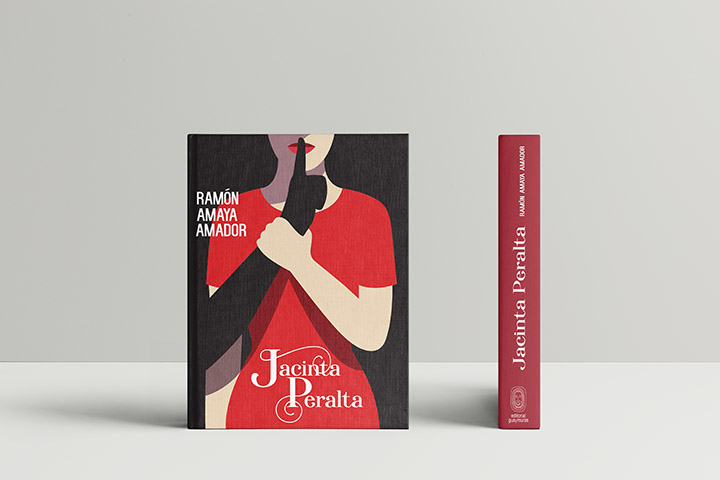 RAMÓN
AMAYA
AMADOR
Jacinta
Peralta
Jacinta Peralta
RAMÓN AMAYA AMADOR
editorial
guaymuras